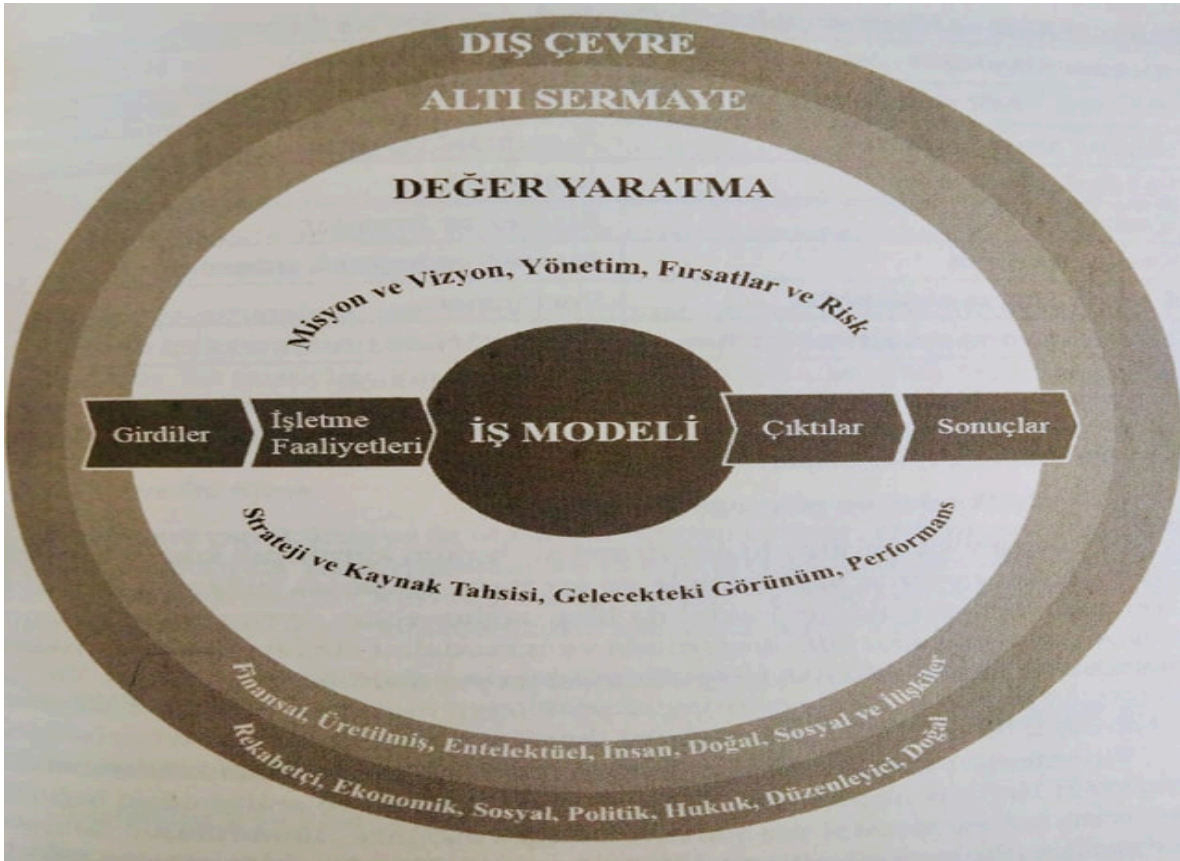 DIŞ ÇEVRE
ALTI SERMAYE
DEĞER YARATMA
Misyon ve Vizyon, Yönetim, Fırsatlar ve Risk
Girdiler
İşletme
Faaliyetleri
İŞ MODELİ
Çıktılar
Sonuçlar
Strateji ve Kaynak Tahsisi, Gelecekteki Görünüm, Performans
Finansal, Üretilmiş, Entelektüel, İnsan, Doğal, Sosyal ve İlişkiler
Rekabetçi, Ekonomik, Sosyal, Politik, Hukuk, Düzenleyici, Doğal